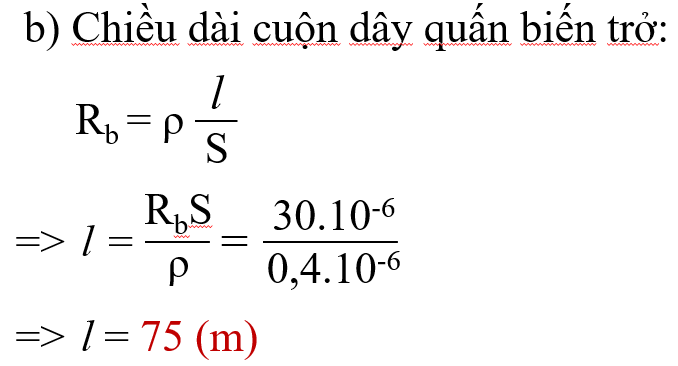 b) Chiều dài cuộn dây quấn biến trở:
R_b = ρ l/S
=> l = R_bS/ρ = 30.10⁻⁶/0,4.10⁻⁶
=> l = 75 (m)